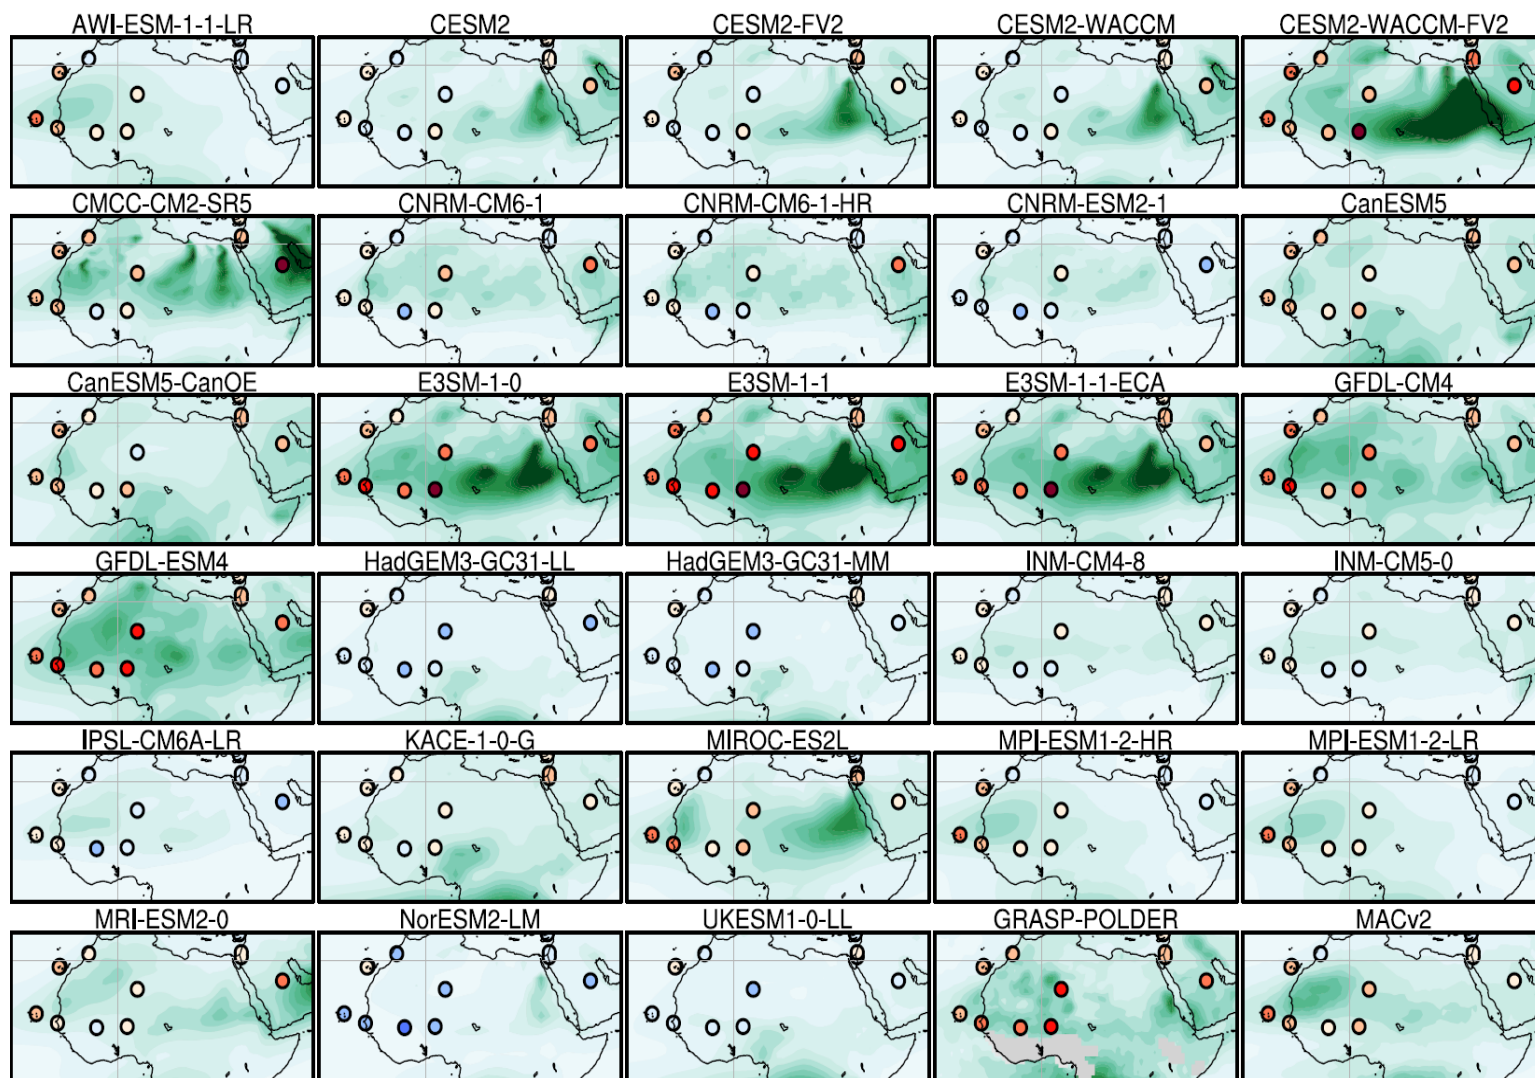 AWI-ESM-1-1-LR CESM2 CESM2-FV2 CESM2-WACCM CESM2-WACCM-FV2
CMCC-CM2-SR5 CNRM-CM6-1 CNRM-CM6-1-HR CNRM-ESM2-1 CanESM5
CanESM5-CanOE E3SM-1-0 E3SM-1-1 E3SM-1-1-ECA GFDL-CM4
GFDL-ESM4 HadGEM3-GC31-LL HadGEM3-GC31-MM INM-CM4-8 INM-CM5-0
IPSL-CM6A-LR KACE-1-0-G MIROC-ES2L MPI-ESM1-2-HR MPI-ESM1-2-LR
MRI-ESM2-0 NorESM2-LM UKESM1-0-LL GRASP-POLDER MACv2